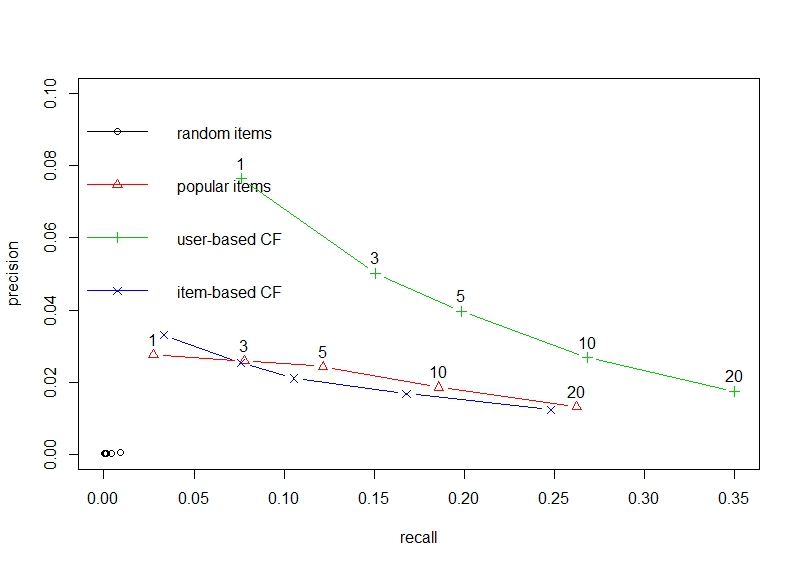 0.10
random items
0.08
1
popular items
0.06
user-based CF
3
5
0.04
item-based CF
precision
1
3
5
10
10
20
20
0.02
0.00
0.00 0.05 0.10 0.15 0.20 0.25 0.30 0.35
recall